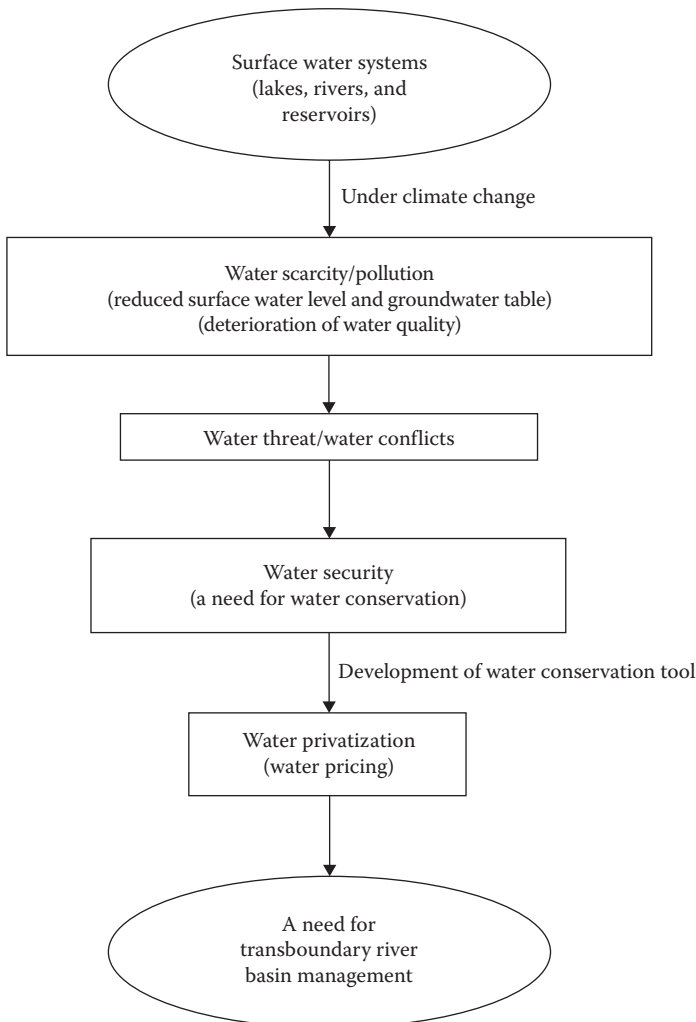 Surface water systems
(lakes, rivers, and
reservoirs)
Under climate change
Water scarcity/pollution
(reduced surface water level and groundwater table)
(deterioration of water quality)
Water threat/water conflicts
Water security
(a need for water conservation)
Development of water conservation tool
Water privatization
(water pricing)
A need for
transboundary river
basin management